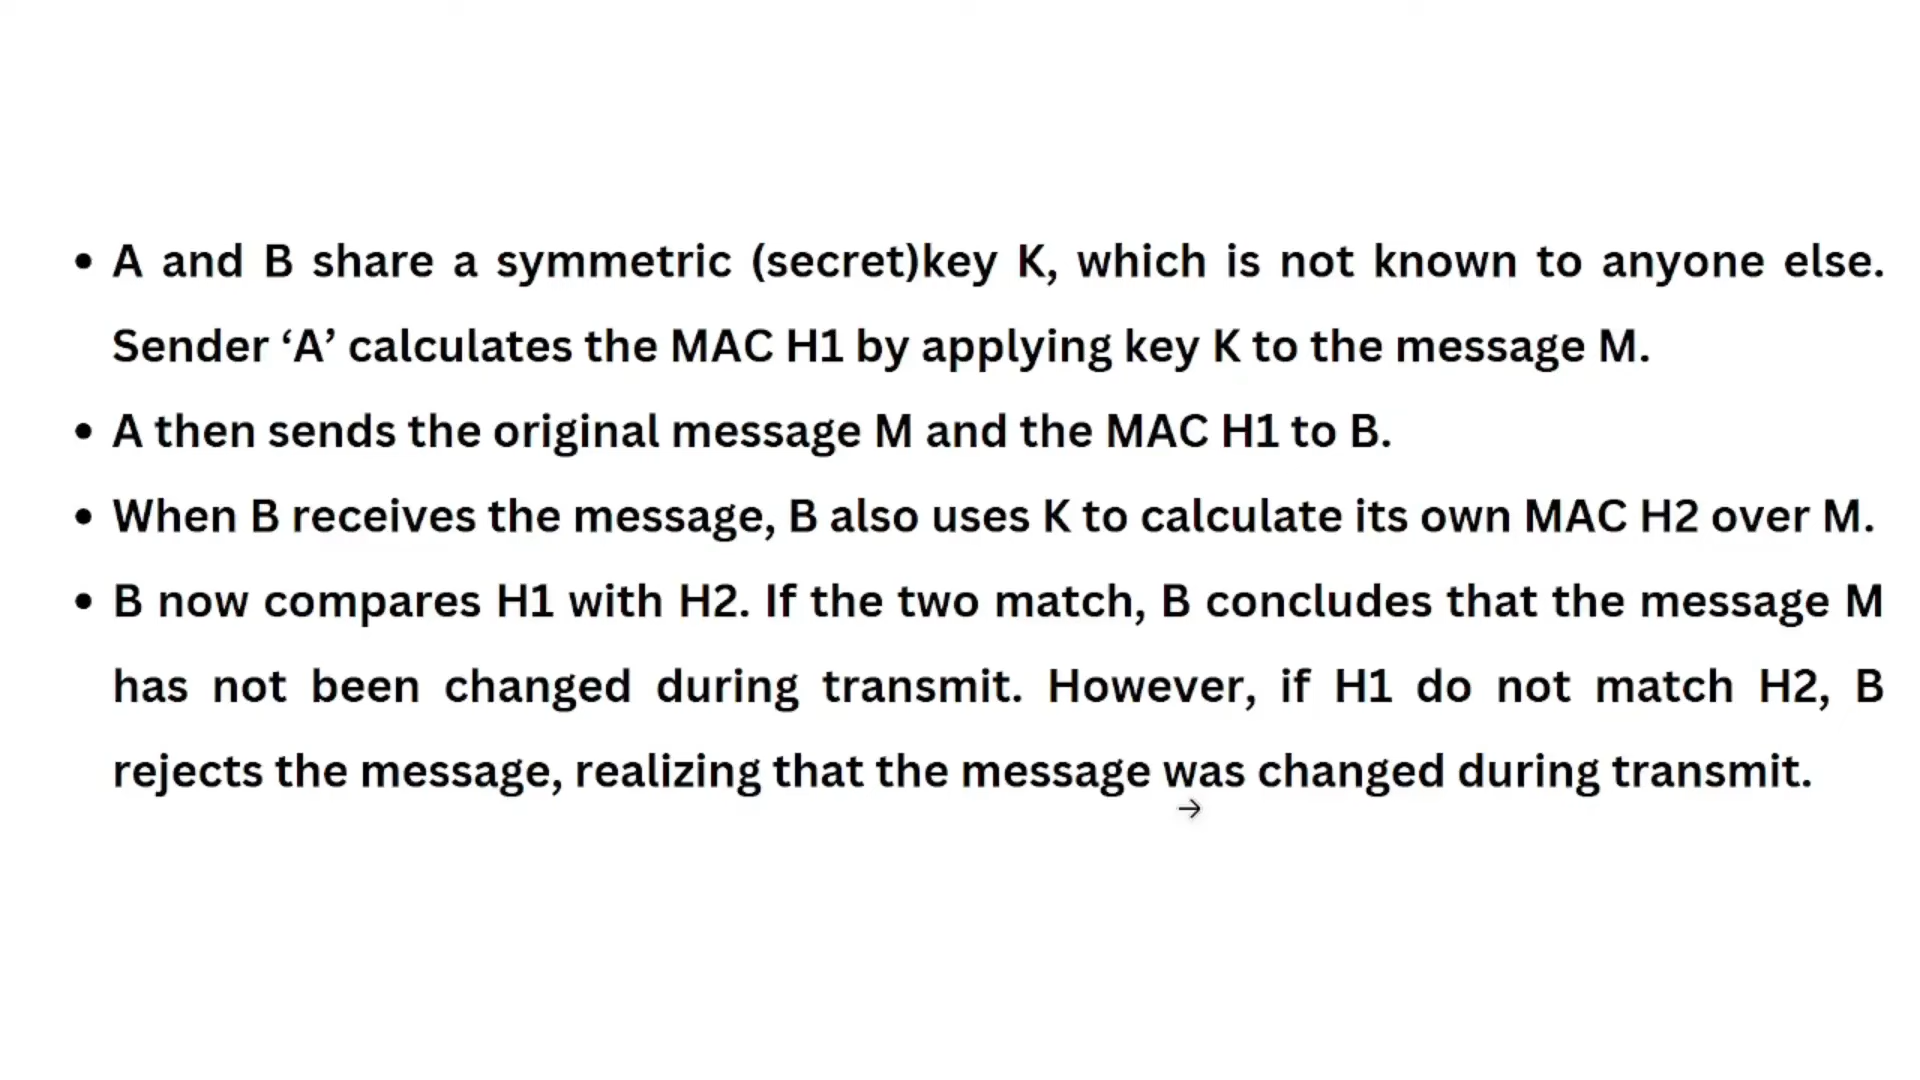 • A and B share a symmetric (secret)key K, which is not known to anyone else.
Sender ‘A’ calculates the MAC H1 by applying key K to the message M.
• A then sends the original message M and the MAC H1 to B.
• When B receives the message, B also uses K to calculate its own MAC H2 over M.
• B now compares H1 with H2. If the two match, B concludes that the message M
has not been changed during transmit. However, if H1 do not match H2, B
rejects the message, realizing that the message was changed during transmit.